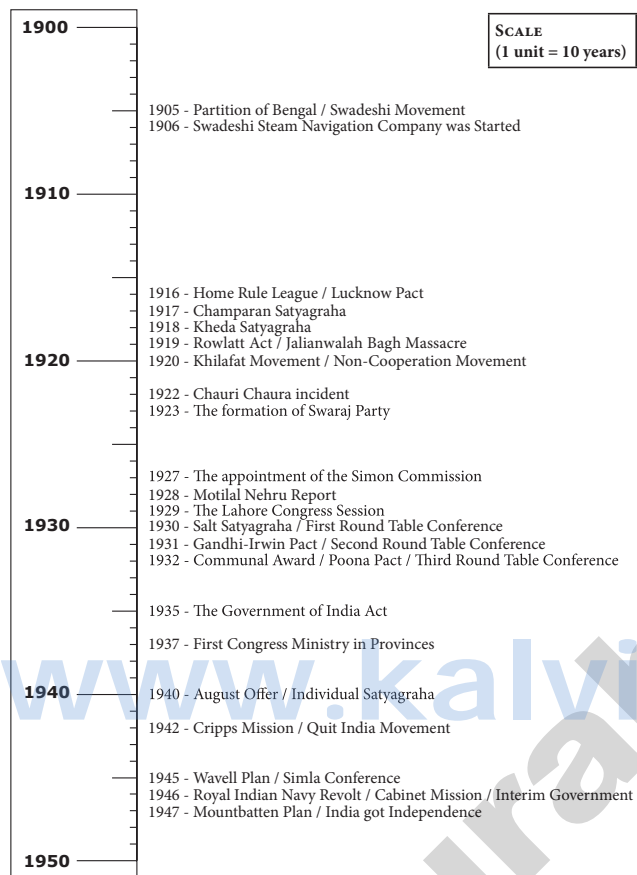 1900
SCALE
(1 unit = 10 years)
1905 - Partition of Bengal / Swadeshi Movement
1906 - Swadeshi Steam Navigation Company was Started
1910
1916 - Home Rule League / Lucknow Pact
1917 - Champaran Satyagraha
1918 - Kheda Satyagraha
1919 - Rowlatt Act / Jalianwalah Bagh Massacre
1920
1920 - Khilafat Movement / Non-Cooperation Movement
1922 - Chauri Chaura incident
1923 - The formation of Swaraj Party
1927 - The appointment of the Simon Commission
1928 - Motilal Nehru Report
1929 - The Lahore Congress Session
1930
1930 - Salt Satyagraha / First Round Table Conference
1931 - Gandhi-Irwin Pact / Second Round Table Conference
1932 - Communal Award / Poona Pact / Third Round Table Conference
1935 - The Government of India Act
1937 - First Congress Ministry in Provinces
www.kalvi
1940
1940 - August Offer / Individual Satyagraha
1942 - Cripps Mission / Quit India Movement
1945 - Wavell Plan / Simla Conference
1946 - Royal Indian Navy Revolt / Cabinet Mission / Interim Government
1947 - Mountbatten Plan / India got Independence
1950